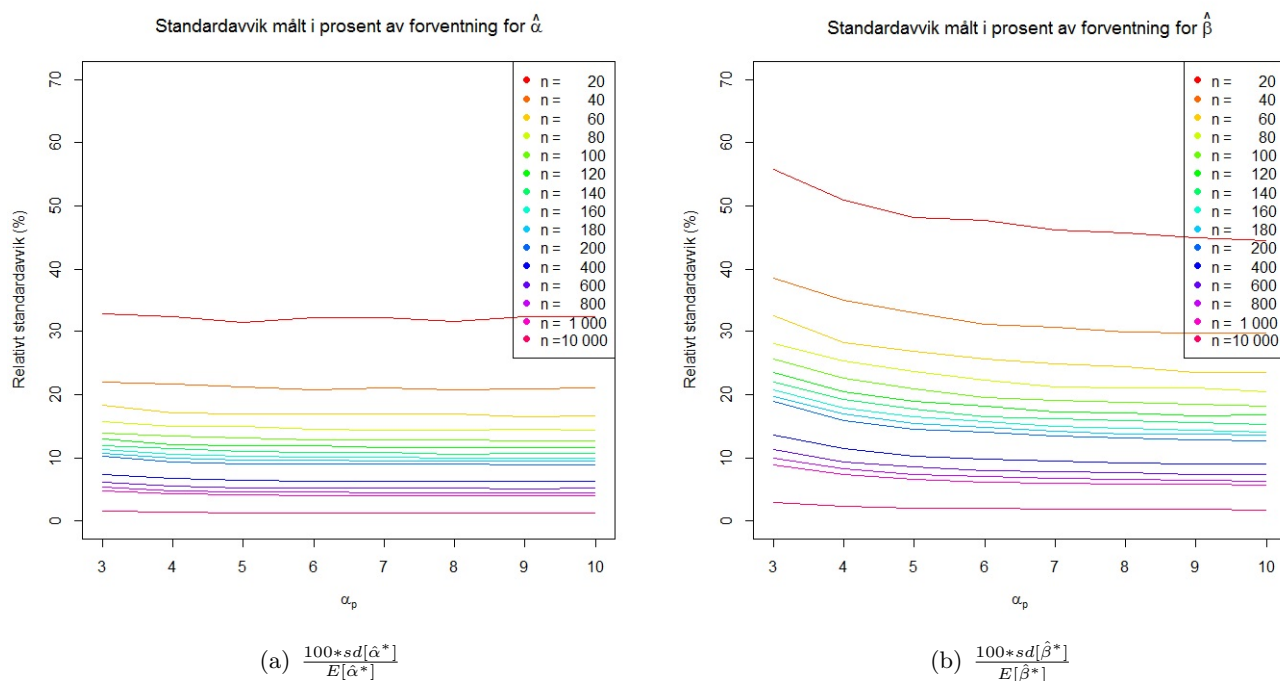 Standardavvik målt i prosent av forventning for α̂
Relativt standardavvik (%)
70
60
50
40
30
20
10
0
3 4 5 6 7 8 9 10
αₚ
n = 20
n = 40
n = 60
n = 80
n = 100
n = 120
n = 140
n = 160
n = 180
n = 200
n = 400
n = 600
n = 800
n = 1 000
n =10 000
(a) 100∗sd[α̂*] / E[α̂*]
Standardavvik målt i prosent av forventning for β̂
Relativt standardavvik (%)
70
60
50
40
30
20
10
0
3 4 5 6 7 8 9 10
αₚ
n = 20
n = 40
n = 60
n = 80
n = 100
n = 120
n = 140
n = 160
n = 180
n = 200
n = 400
n = 600
n = 800
n = 1 000
n =10 000
(b) 100∗sd[β̂*] / E[β̂*]